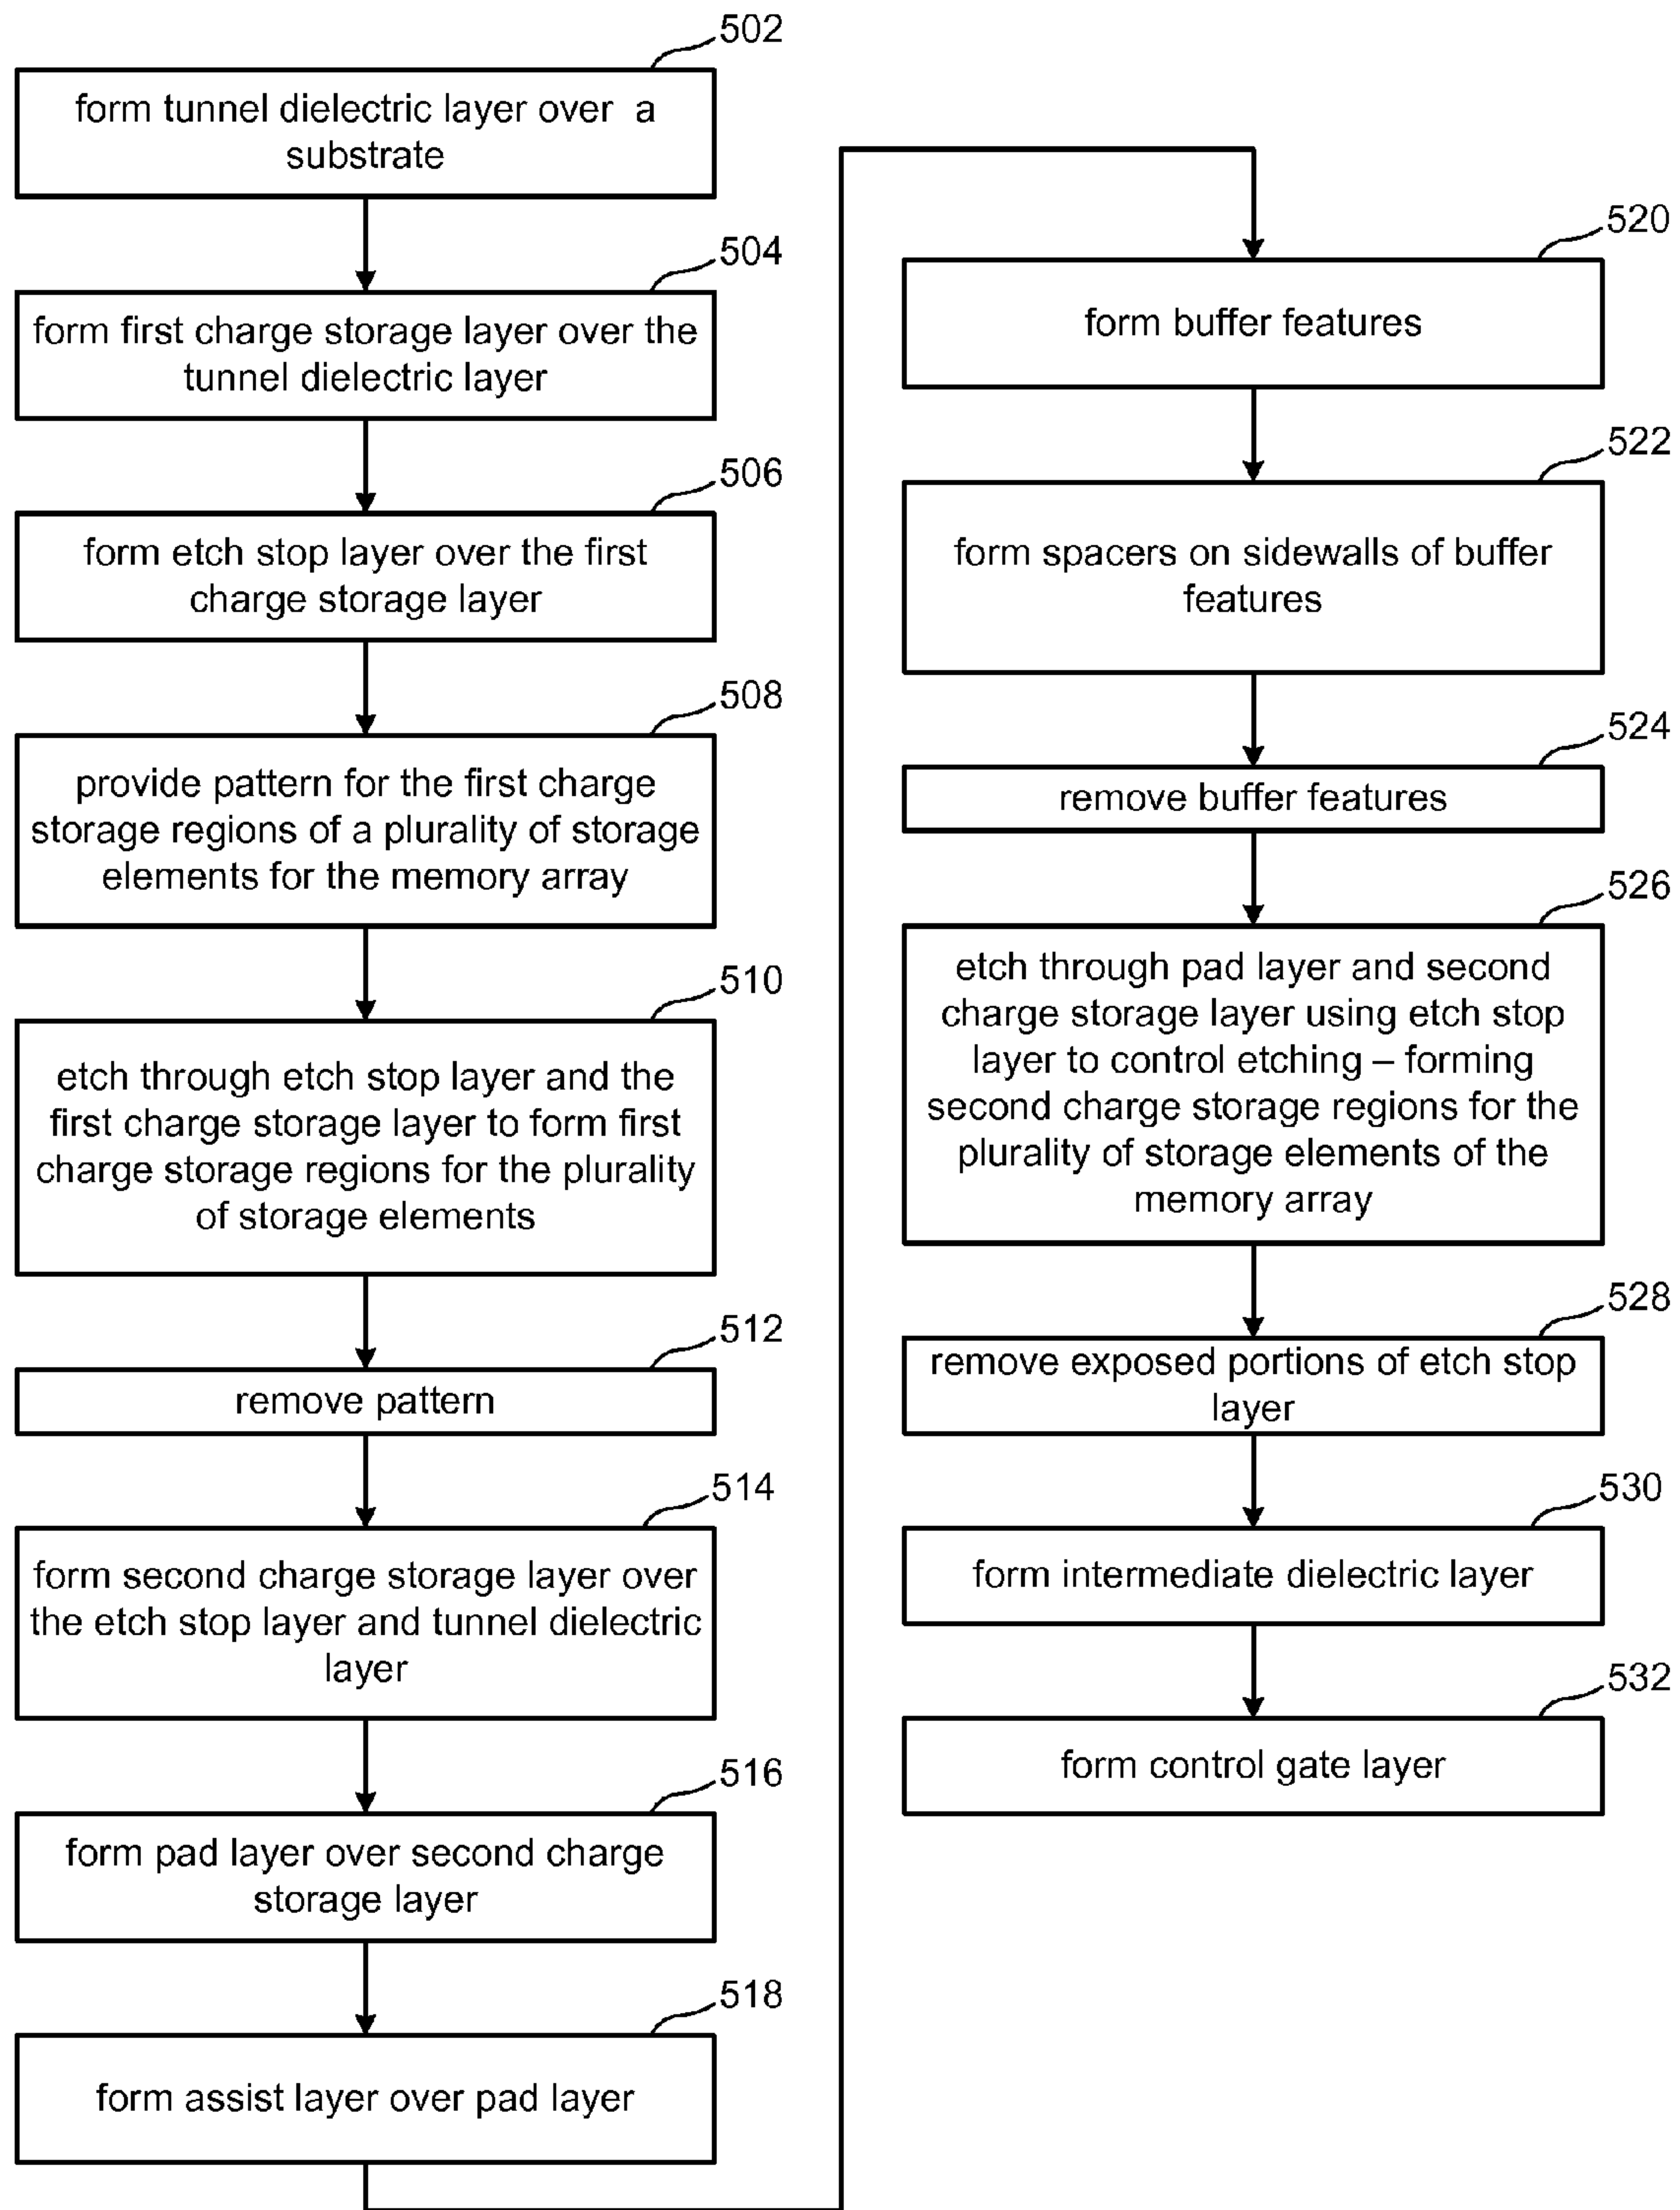 502
form tunnel dielectric layer over a
substrate
504
form first charge storage layer over the
tunnel dielectric layer
506
form etch stop layer over the first
charge storage layer
508
provide pattern for the first charge
storage regions of a plurality of storage
elements for the memory array
510
etch through etch stop layer and the
first charge storage layer to form first
charge storage regions for the plurality
of storage elements
512
remove pattern
514
form second charge storage layer over
the etch stop layer and tunnel dielectric
layer
516
form pad layer over second charge
storage layer
518
form assist layer over pad layer
520
form buffer features
522
form spacers on sidewalls of buffer
features
524
remove buffer features
526
etch through pad layer and second
charge storage layer using etch stop
layer to control etching – forming
second charge storage regions for the
plurality of storage elements of the
memory array
528
remove exposed portions of etch stop
layer
530
form intermediate dielectric layer
532
form control gate layer